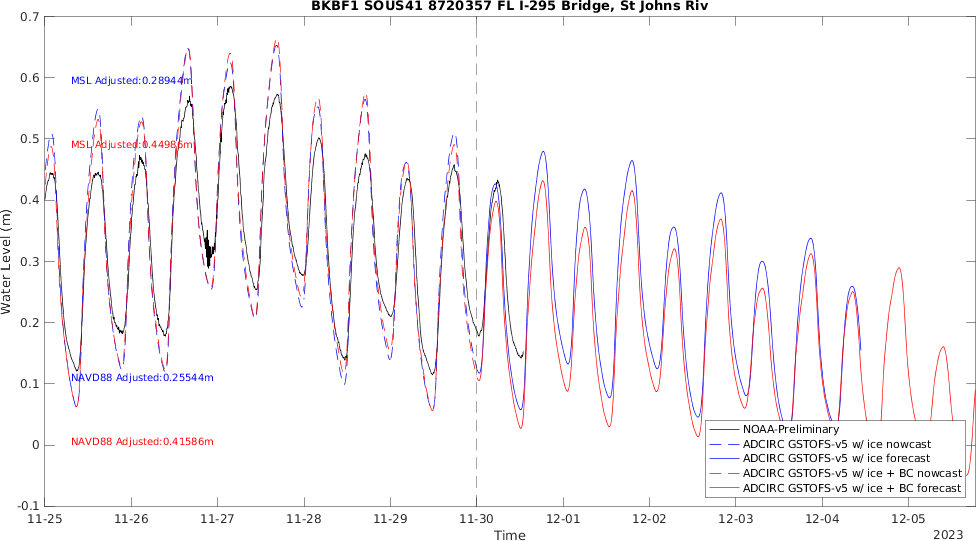 BKBF1 SOUS41 8720357 FL I-295 Bridge, St Johns Riv
0.7
0.6
0.5
0.4
0.3
0.2
0.1
0
-0.1
Water Level (m)
MSL Adjusted:0.28944m
MSL Adjusted:0.44986m
NAVD88 Adjusted:0.25544m
NAVD88 Adjusted:0.41586m
NOAA-Preliminary
ADCIRC GSTOFS-v5 w/ ice nowcast
ADCIRC GSTOFS-v5 w/ ice forecast
ADCIRC GSTOFS-v5 w/ ice + BC nowcast
ADCIRC GSTOFS-v5 w/ ice + BC forecast
11-25 11-26 11-27 11-28 11-29 11-30 12-01 12-02 12-03 12-04 12-05
Time
2023